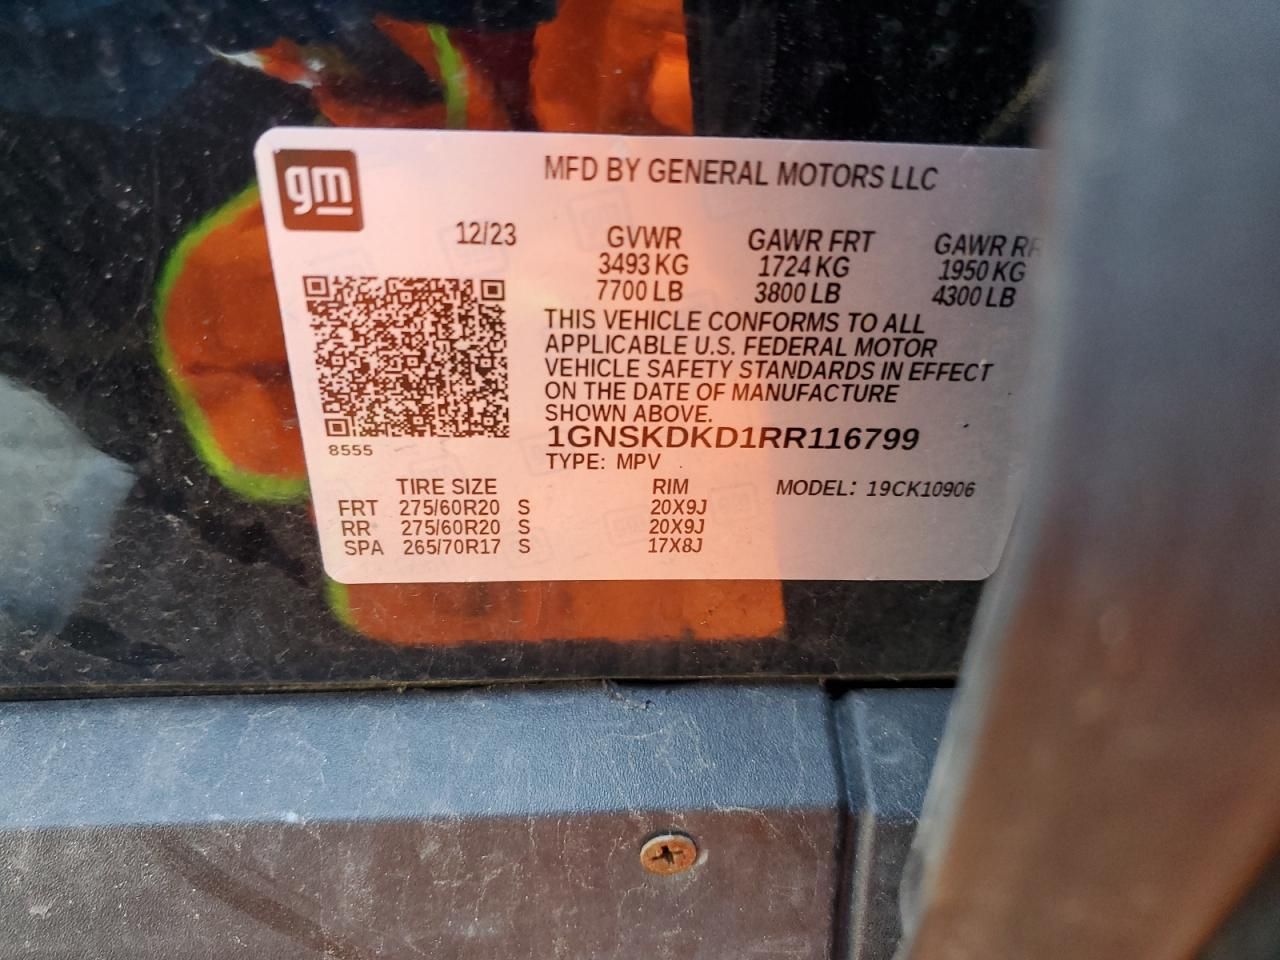 gm
MFD BY GENERAL MOTORS LLC
12/23 GVWR GAWR FRT GAWR RR
3493 KG 1724 KG 1950 KG
7700 LB 3800 LB 4300 LB
THIS VEHICLE CONFORMS TO ALL
APPLICABLE U.S. FEDERAL MOTOR
VEHICLE SAFETY STANDARDS IN EFFECT
ON THE DATE OF MANUFACTURE
SHOWN ABOVE.
1GNSKDKD1RR116799
8555
TYPE: MPV
TIRE SIZE RIM MODEL: 19CK10906
FRT 275/60R20 S 20X9J
RR 275/60R20 S 20X9J
SPA 265/70R17 S 17X8J